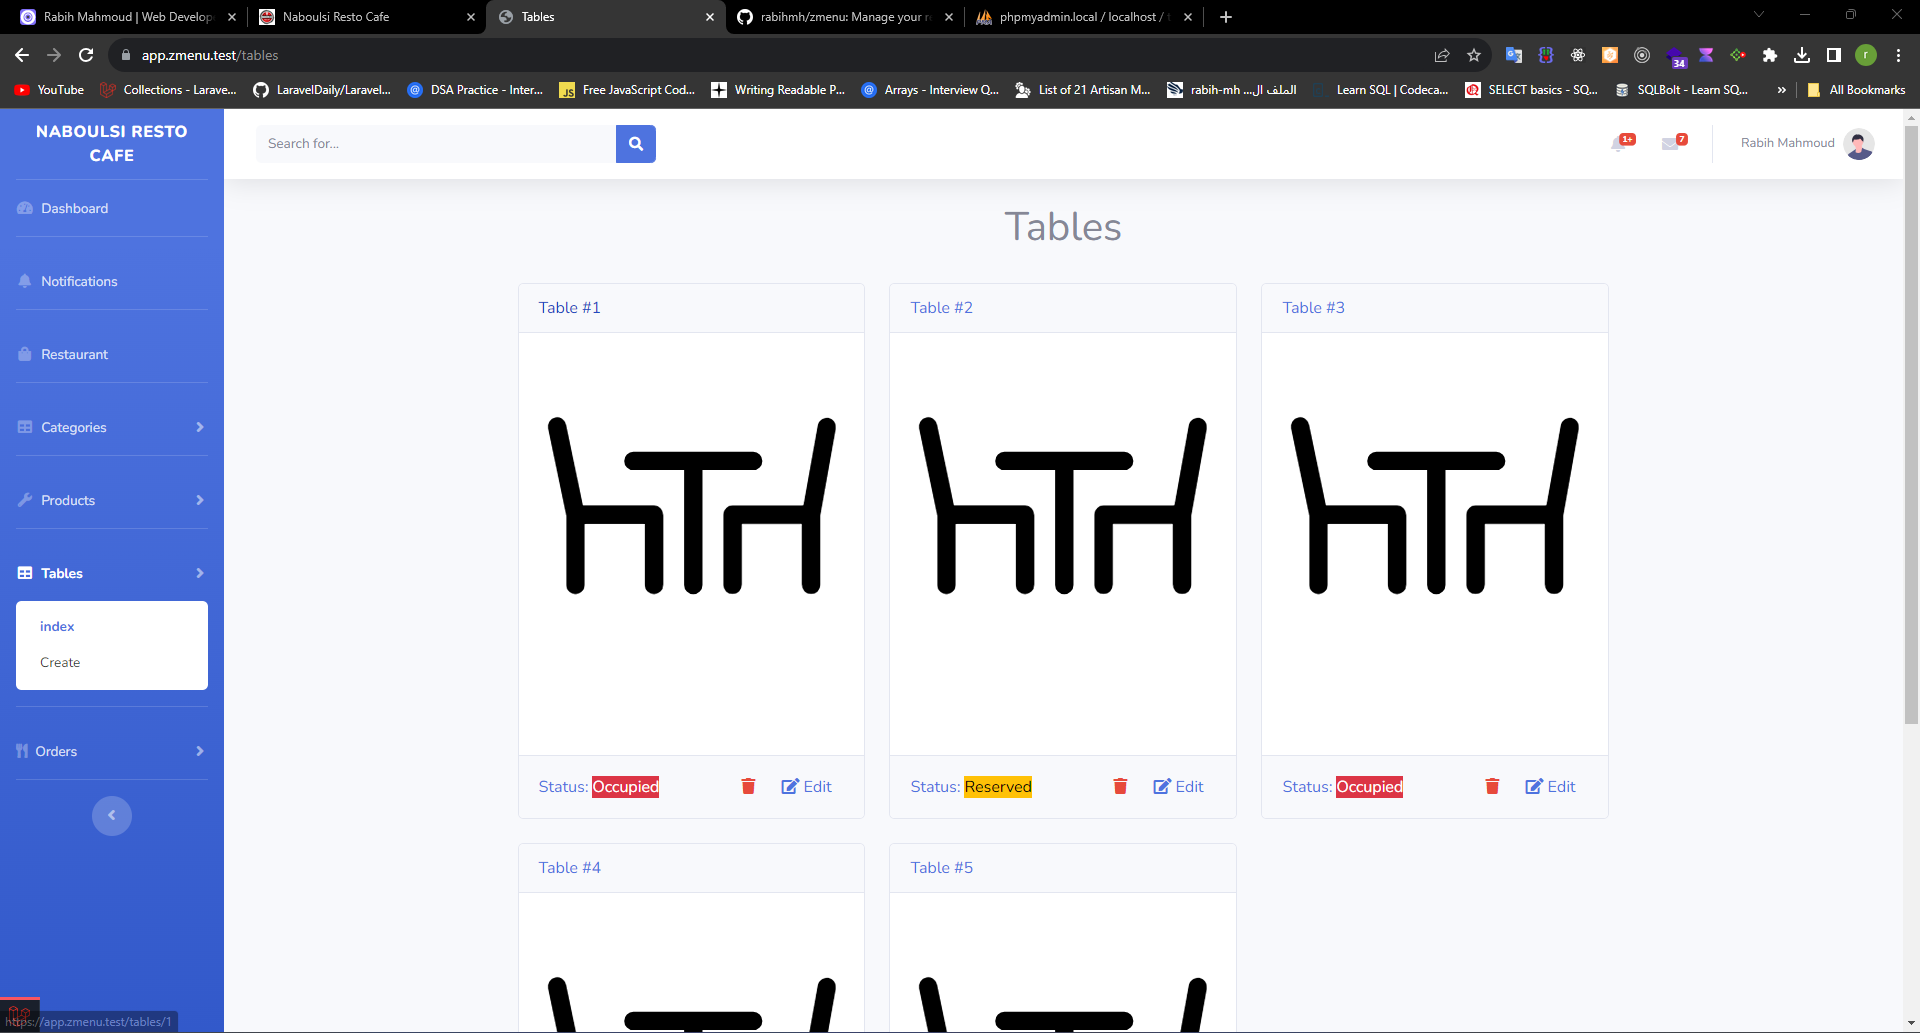 Rabih Mahmoud | Web Develop
Naboulsi Resto Cafe
Tables
rabihmh/zmenu: Manage your r
phpmyadmin.local / localhost /
app.zmenu.test/tables
34
r
YouTube
Collections - Larave...
LaravelDaily/Laravel...
DSA Practice - Inter...
JS
Free JavaScript Cod...
Writing Readable P...
Arrays - Interview Q...
List of 21 Artisan M...
rabih-mh الملف ال...
Learn SQL | Codeca...
SELECT basics - SQ...
SQLBolt - Learn SQ...
»
All Bookmarks
NABOULSI RESTO
CAFE
Search for...
1+
7
Rabih Mahmoud
Dashboard
Notifications
Restaurant
Categories
Products
Tables
index
Create
Orders
Tables
Table #1
Table #2
Table #3
Status: Occupied
Edit
Status: Reserved
Edit
Status: Occupied
Edit
Table #4
Table #5
https://app.zmenu.test/tables/1